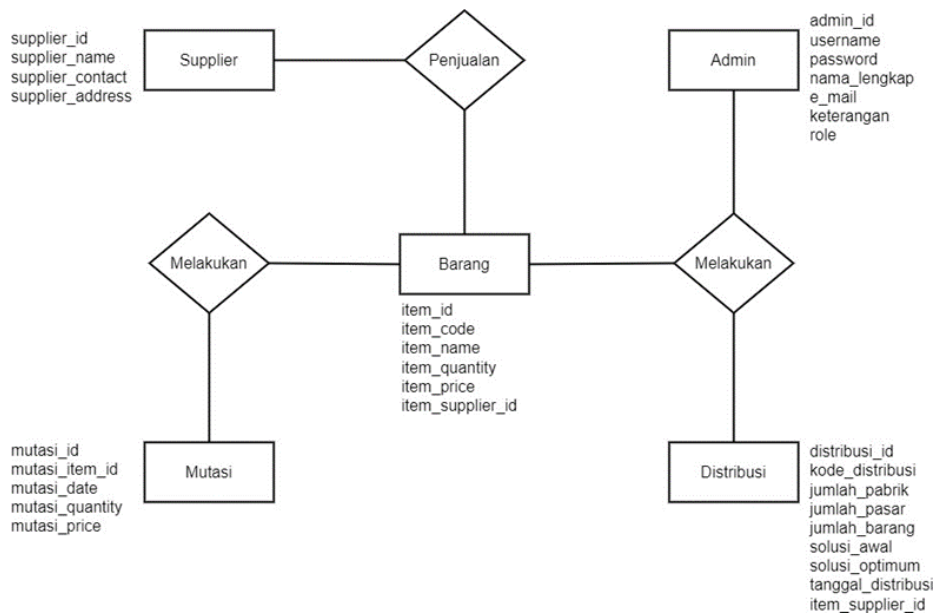 supplier_id
supplier_name
supplier_contact
supplier_address
Supplier
Penjualan
Admin
admin_id
username
password
nama_lengkap
e_mail
keterangan
role
Melakukan
Barang
Melakukan
item_id
item_code
item_name
item_quantity
item_price
item_supplier_id
mutasi_id
mutasi_item_id
mutasi_date
mutasi_quantity
mutasi_price
Mutasi
Distribusi
distribusi_id
kode_distribusi
jumlah_pabrik
jumlah_pasar
jumlah_barang
solusi_awal
solusi_optimum
tanggal_distribusi
item_supplier_id